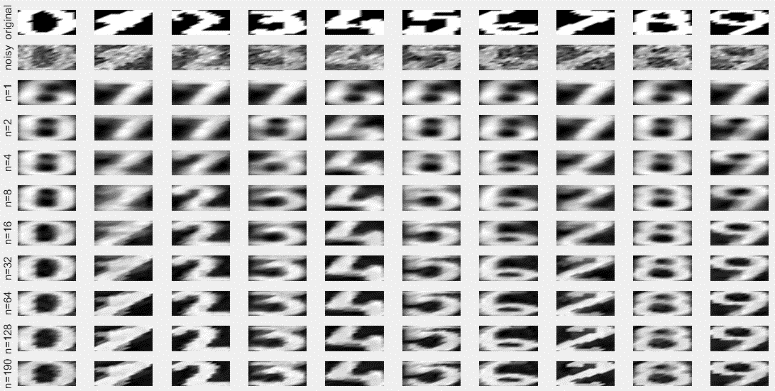 original
noisy
n=1
n=2
n=4
n=8
n=16
n=32
n=64
n=128
n=190